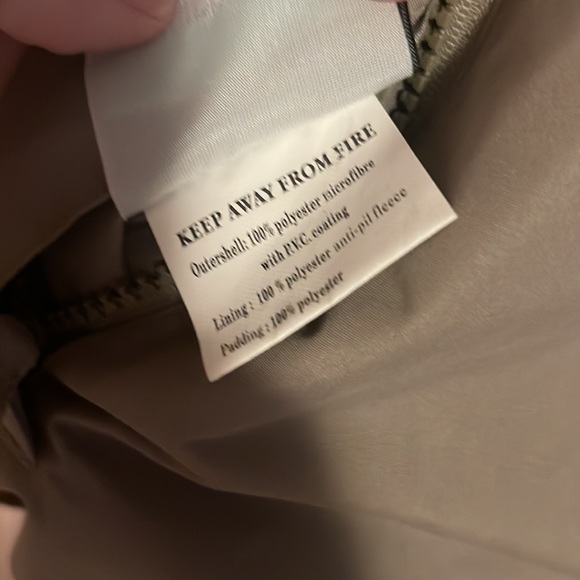 KEEP AWAY FROM FIRE
Outershell: 100% polyester microfibre
with P.V.C. coating
Lining : 100 % polyester anti-pil fleece
Padding : 100% polyester